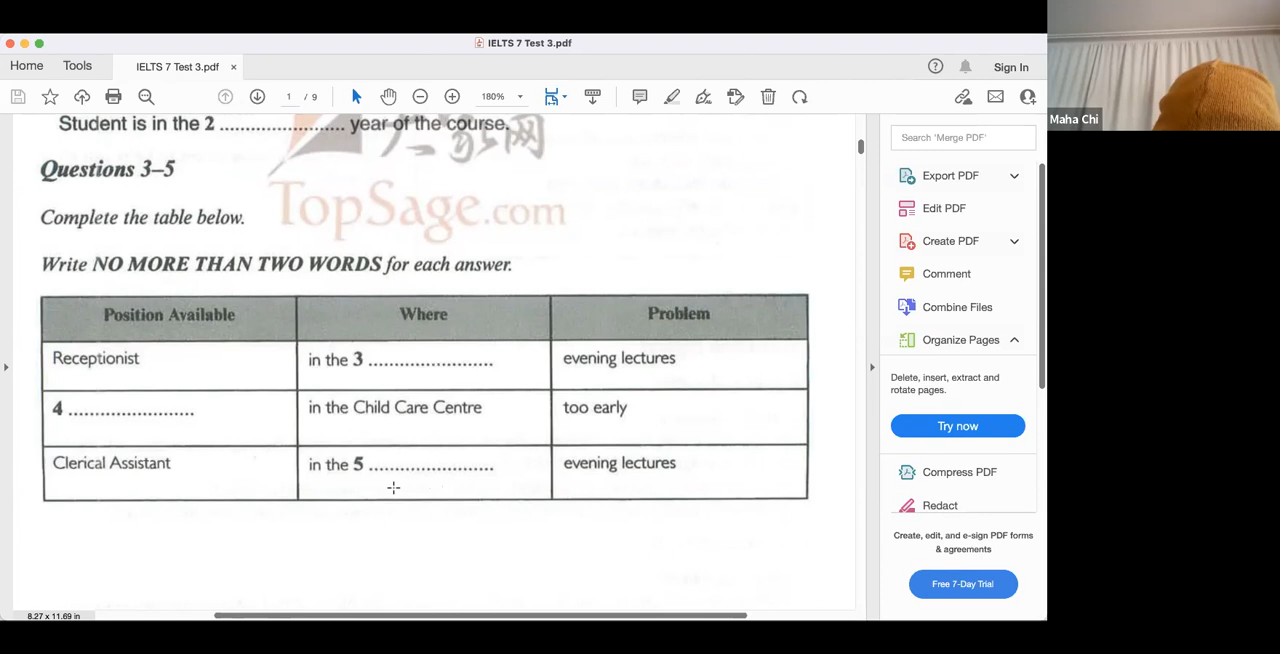 IELTS 7 Test 3.pdf
Home
Tools
IELTS 7 Test 3.pdf ×
Sign In
1 / 9
180%
Student is in the 2 ........................ year of the course.
Questions 3–5
TopSage.com
Complete the table below.
Write NO MORE THAN TWO WORDS for each answer.
Position Available Where Problem
Receptionist in the 3 ........................ evening lectures
4 ........................ in the Child Care Centre too early
Clerical Assistant in the 5 ........................ evening lectures
8.27 x 11.69 in
Search 'Merge PDF'
Export PDF
Edit PDF
Create PDF
Comment
Combine Files
Organize Pages
Delete, insert, extract and
rotate pages.
Try now
Compress PDF
Redact
Create, edit, and e-sign PDF forms
& agreements
Free 7-Day Trial
Maha Chi